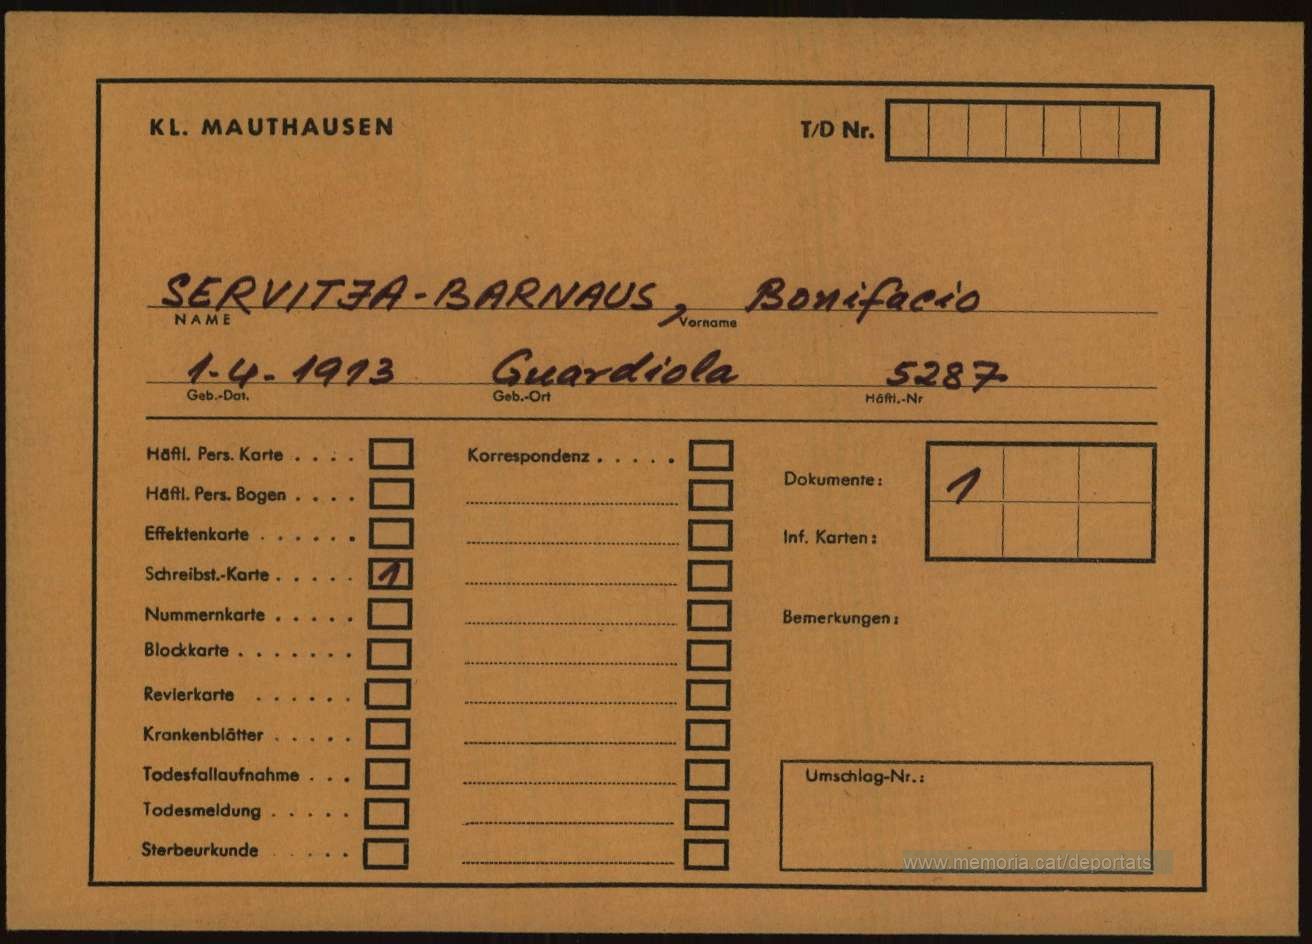 KL. MAUTHAUSEN
T/D Nr.
SERVITJA-BARNAUS, Bonifacio
NAME Vorname
1-4-1913 Guardiola 5287
Geb.-Dat. Geb.-Ort Häftl.-Nr
Häftl. Pers. Karte . . . . Korrespondenz . . . . .
Dokumente: 1
Häftl. Pers. Bogen . . . .
Effektenkarte . . . . . .
Inf. Karten:
Schreibst.-Karte . . . . . 1
Nummernkarte . . . . .
Bemerkungen:
Blockkarte . . . . . . .
Revierkarte . . . . . .
Krankenblätter . . . . .
Todesfallaufnahme . . .
Umschlag-Nr.:
Todesmeldung . . . . .
Sterbeurkunde . . . . .
www.memoria.cat/deportats